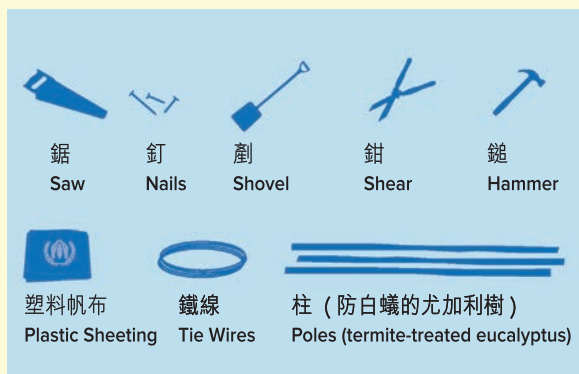 鋸 釘 剷 鉗 鎚
Saw Nails Shovel Shear Hammer
塑料帆布 鐵線 柱 ( 防白蟻的尤加利樹 )
Plastic Sheeting Tie Wires Poles (termite-treated eucalyptus)